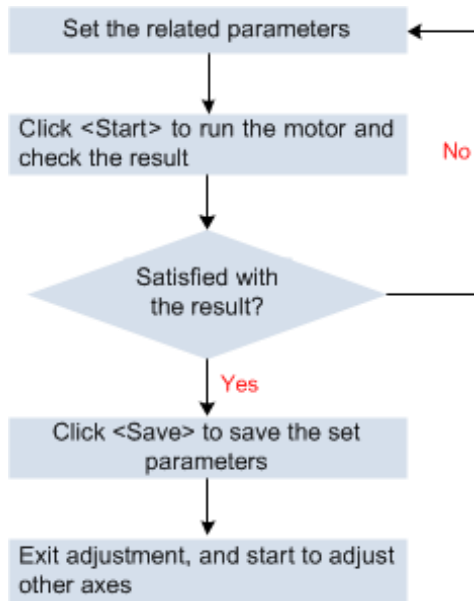 Set the related parameters
Click <Start> to run the motor and
check the result
No
Satisfied with
the result?
Yes
Click <Save> to save the set
parameters
Exit adjustment, and start to adjust
other axes